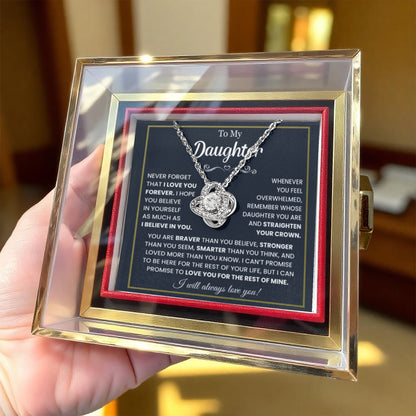 To My
Daughter
NEVER FORGET
THAT I LOVE YOU
FOREVER. I HOPE
YOU BELIEVE
IN YOURSELF
AS MUCH AS
I BELIEVE IN YOU.
WHENEVER
YOU FEEL
OVERWHELMED,
REMEMBER WHOSE
DAUGHTER YOU ARE
AND STRAIGHTEN
YOUR CROWN.
YOU ARE BRAVER THAN YOU BELIEVE, STRONGER
THAN YOU SEEM, SMARTER THAN YOU THINK, AND
LOVED MORE THAN YOU KNOW. I CAN'T PROMISE
TO BE HERE FOR THE REST OF YOUR LIFE, BUT I CAN
PROMISE TO LOVE YOU FOR THE REST OF MINE.
I will always love you!